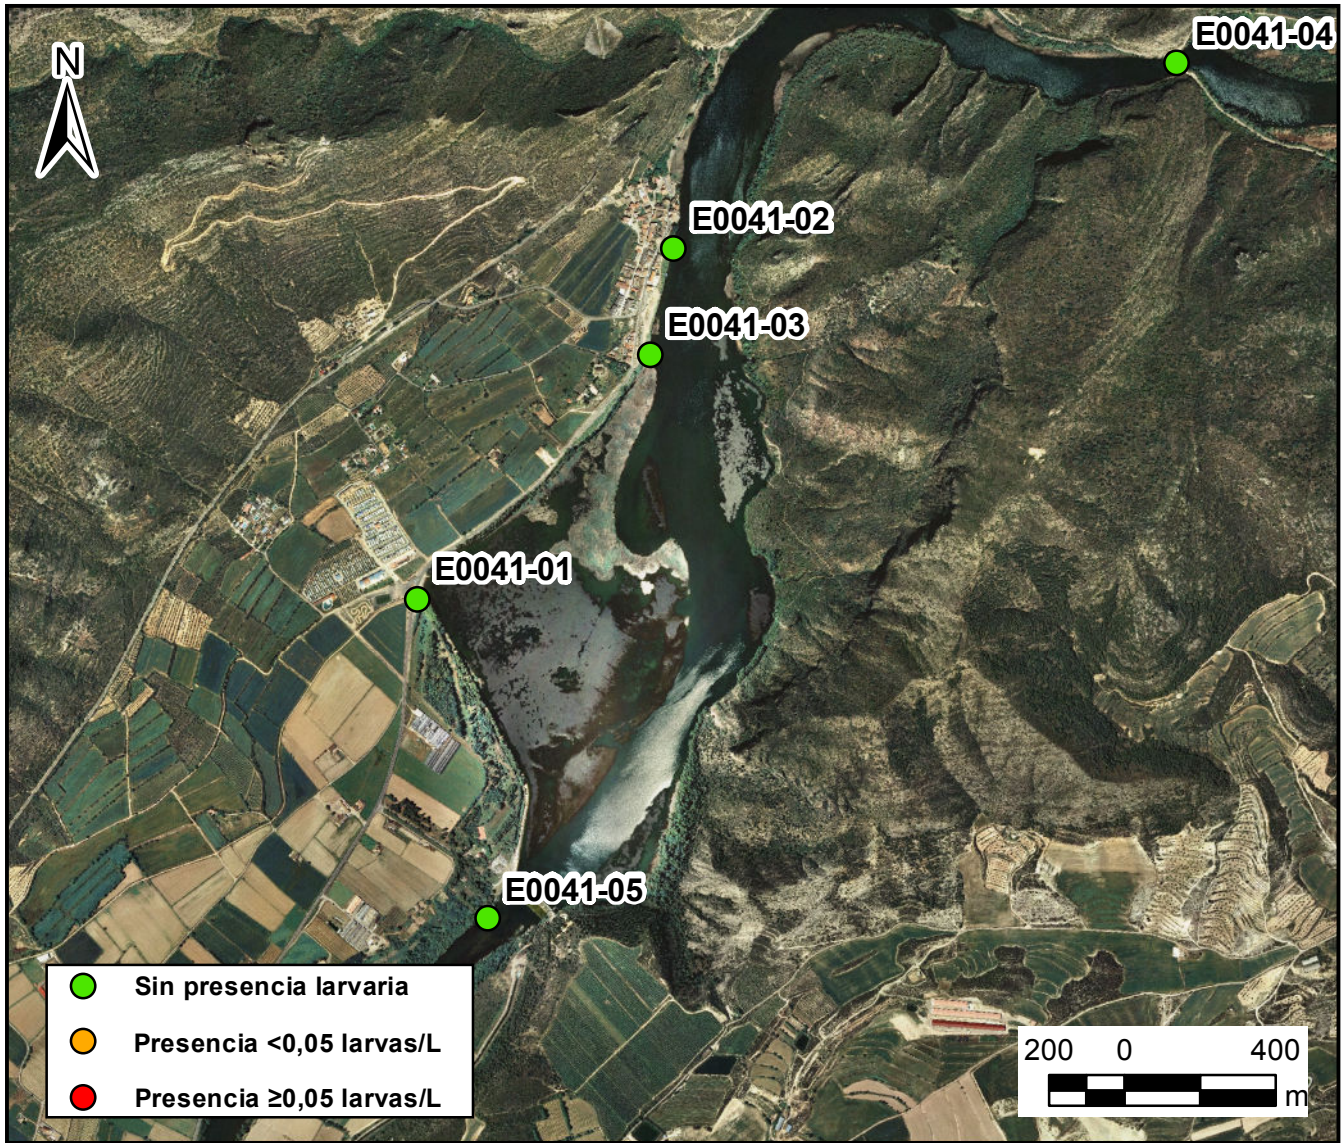 N
E0041-04
E0041-02
E0041-03
E0041-01
E0041-05
Sin presencia larvaria
Presencia <0,05 larvas/L
Presencia ≥0,05 larvas/L
200 0 400
m